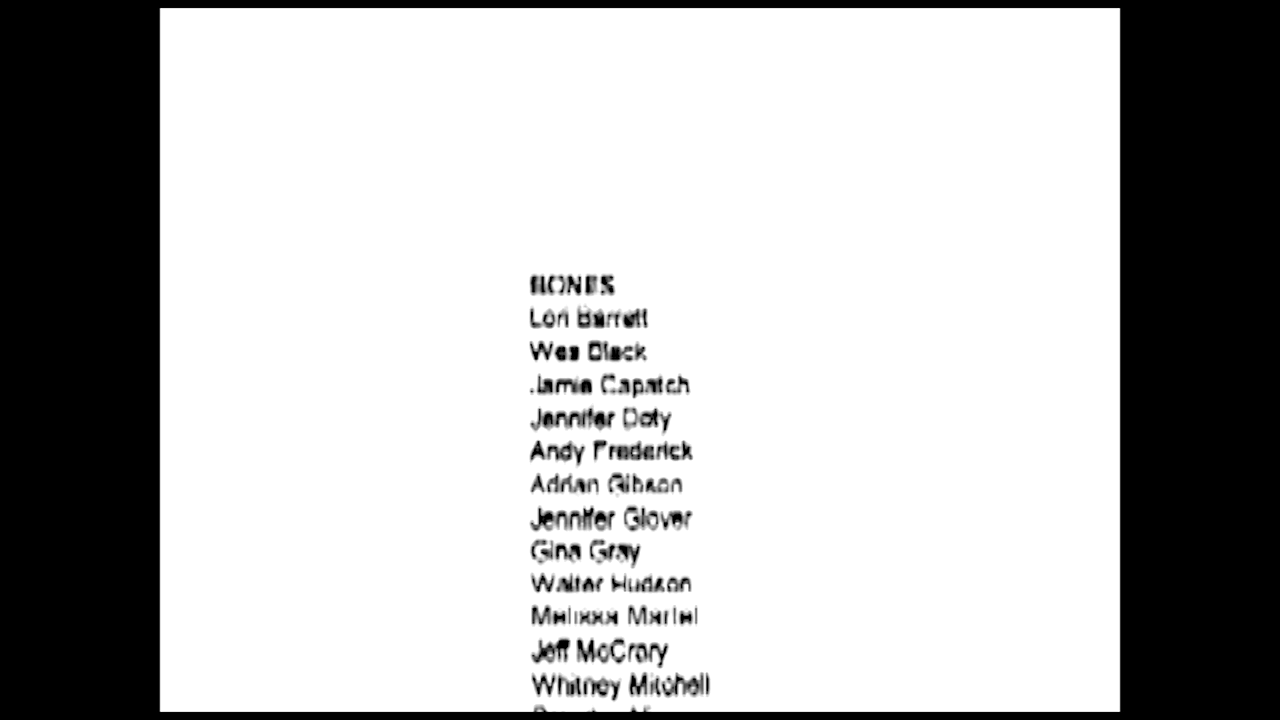 BONES
Lori Barrett
Wes Black
Jamie Capatch
Jennifer Doty
Andy Frederick
Adrian Gibson
Jennifer Glover
Gina Gray
Walter Hudson
Melissa Martel
Jeff McCrary
Whitney Mitchell